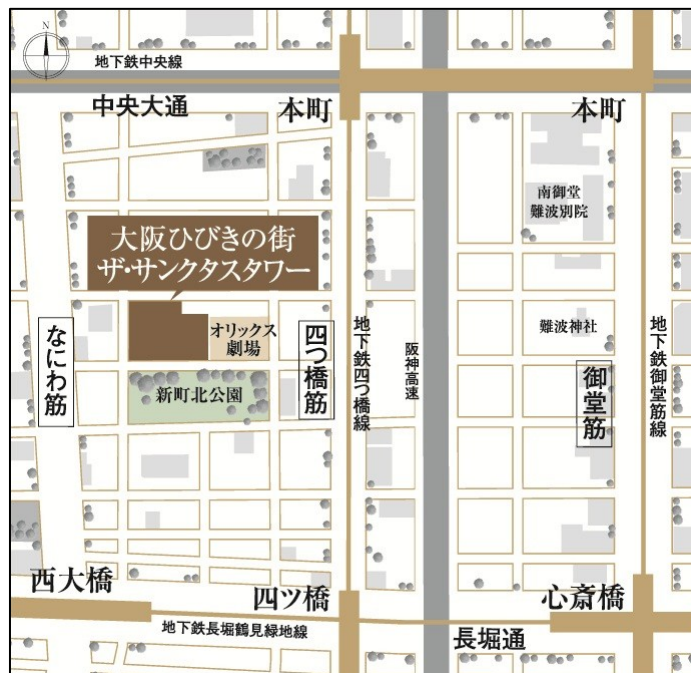 N
地下鉄中央線
中央大通
本町
本町
南御堂
難波別院
大阪ひびきの街
ザ・サンクタスタワー
オリックス
劇場
難波神社
なにわ筋
四つ橋筋
地下鉄四つ橋線
阪神高速
御堂筋
地下鉄御堂筋線
新町北公園
西大橋
四ツ橋
心斎橋
地下鉄長堀鶴見緑地線
長堀通